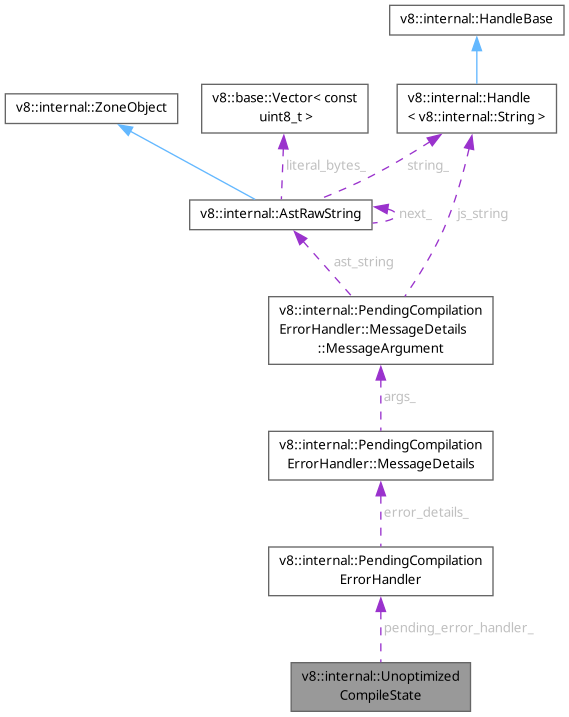 v8::internal::HandleBase
v8::internal::ZoneObject
v8::base::Vector< const
uint8_t >
v8::internal::Handle
< v8::internal::String >
literal_bytes_
string_
v8::internal::AstRawString
next_
js_string
ast_string
v8::internal::PendingCompilation
ErrorHandler::MessageDetails
::MessageArgument
args_
v8::internal::PendingCompilation
ErrorHandler::MessageDetails
error_details_
v8::internal::PendingCompilation
ErrorHandler
pending_error_handler_
v8::internal::Unoptimized
CompileState